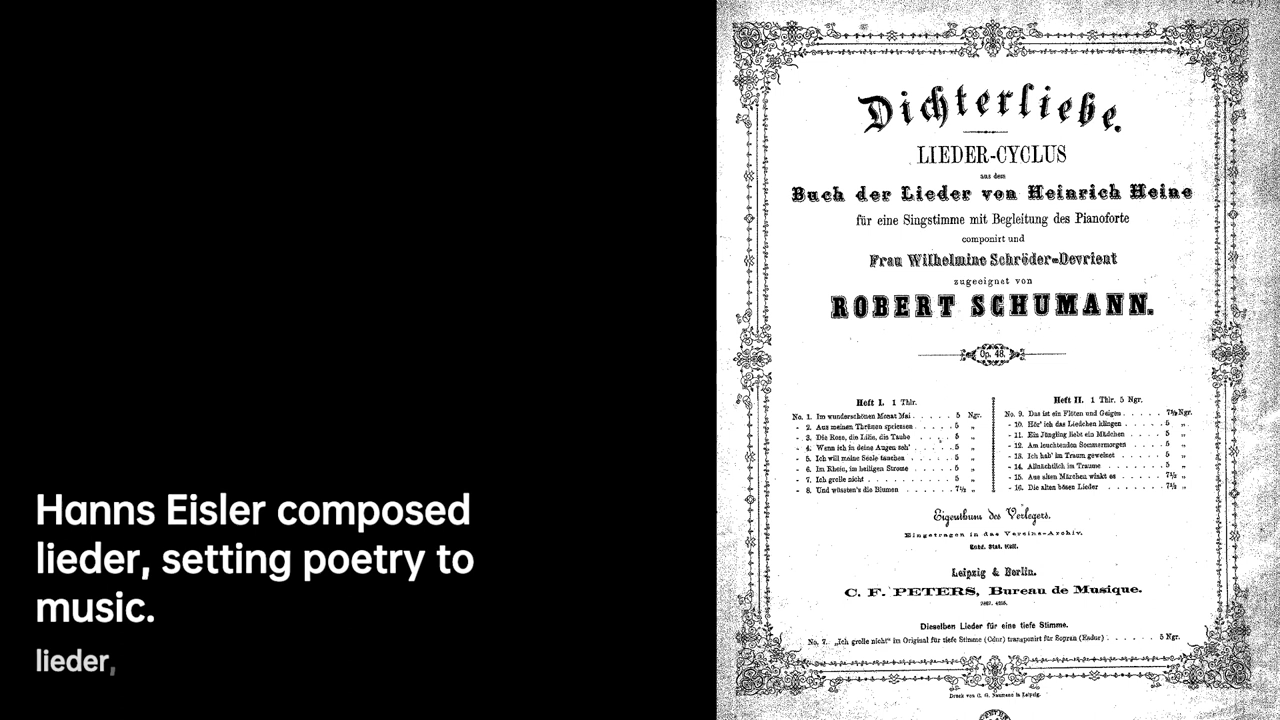 Hanns Eisler composed
lieder, setting poetry to
music.
lieder,
Dichterliebe.
LIEDER-CYCLUS
aus dem
Buch der Lieder von Heinrich Heine
für eine Singstimme mit Begleitung des Pianoforte
componirt und
Frau Wilhelmine Schröder-Devrient
zugeeignet von
ROBERT SCHUMANN.
Op. 48.
Heft I. 1 Thlr.
No. 1. Im wunderschönen Monat Mai . . . . . 5 Ngr.
- 2. Aus meinen Thränen spriessen . . . . . 5 "
- 3. Die Rose, die Lilie, die Taube . . . . 5 "
- 4. Wenn ich in deine Augen seh' . . . . . 5 "
- 5. Ich will meine Seele tauchen . . . . . 5 "
- 6. Im Rhein, im heiligen Strome . . . . . 5 "
- 7. Ich grolle nicht . . . . . . . . . 5 "
- 8. Und wüssten's die Blumen . . . . . . 7½ "
Heft II. 1 Thlr. 5 Ngr.
No. 9. Das ist ein Flöten und Geigen . . . . 7½ Ngr.
- 10. Hör' ich das Liedchen klingen . . . . 5 "
- 11. Ein Jüngling liebt ein Mädchen . . . . 5 "
- 12. Am leuchtenden Sommermorgen . . . . 5 "
- 13. Ich hab' im Traum geweinet . . . . . 5 "
- 14. Allnächtlich im Traume . . . . . . 5 "
- 15. Aus alten Märchen winkt es . . . . . 7½ "
- 16. Die alten bösen Lieder . . . . . . 7½ "
Eigenthum des Verlegers.
Eingetragen in das Vereins-Archiv.
Entd. Stat. Hall.
Leipzig & Berlin.
C. F. PETERS, Bureau de Musique.
Dieselben Lieder für eine tiefe Stimme.
No. 7. „Ich grolle nicht" im Original für tiefe Stimme (Cdur) transponirt für Sopran (Esdur) . . . . . 5 Ngr.
Druck von C. G. Naumann in Leipzig.